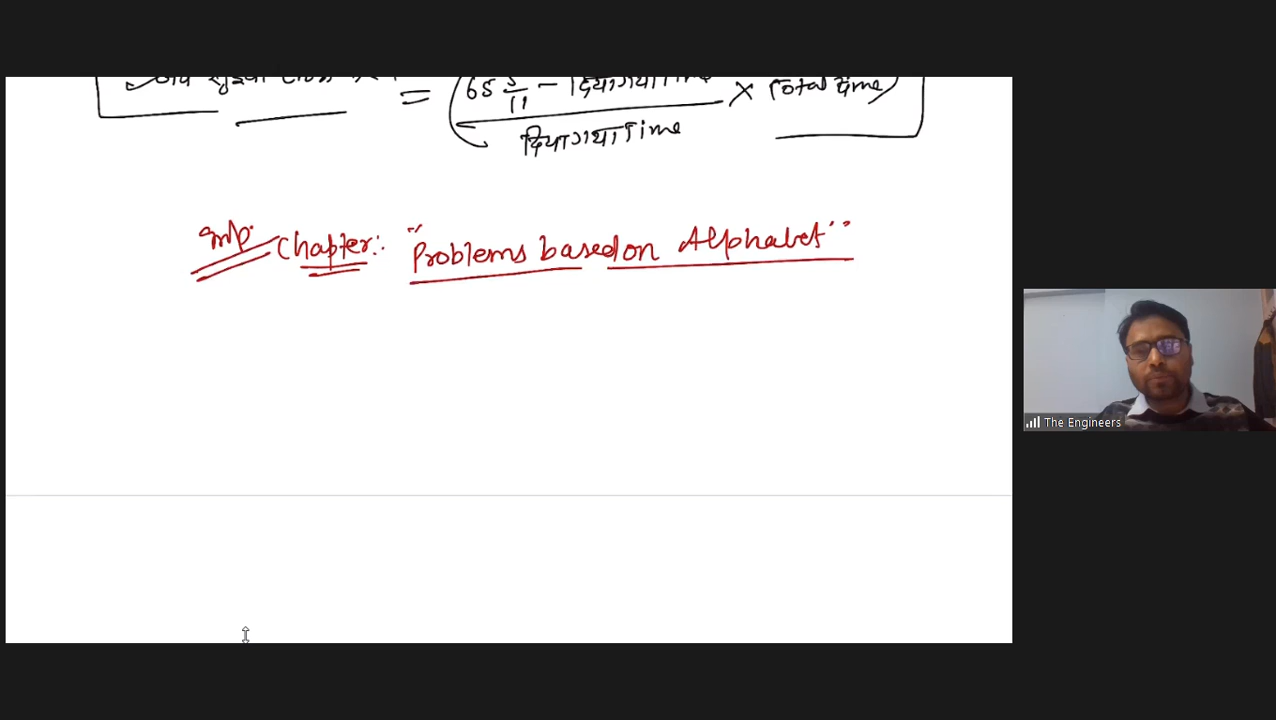 = 65 5/11 − दिया गया Time × Total time
दिया गया Time
Imp. Chapter:- "Problems based on Alphabet"
The Engineers